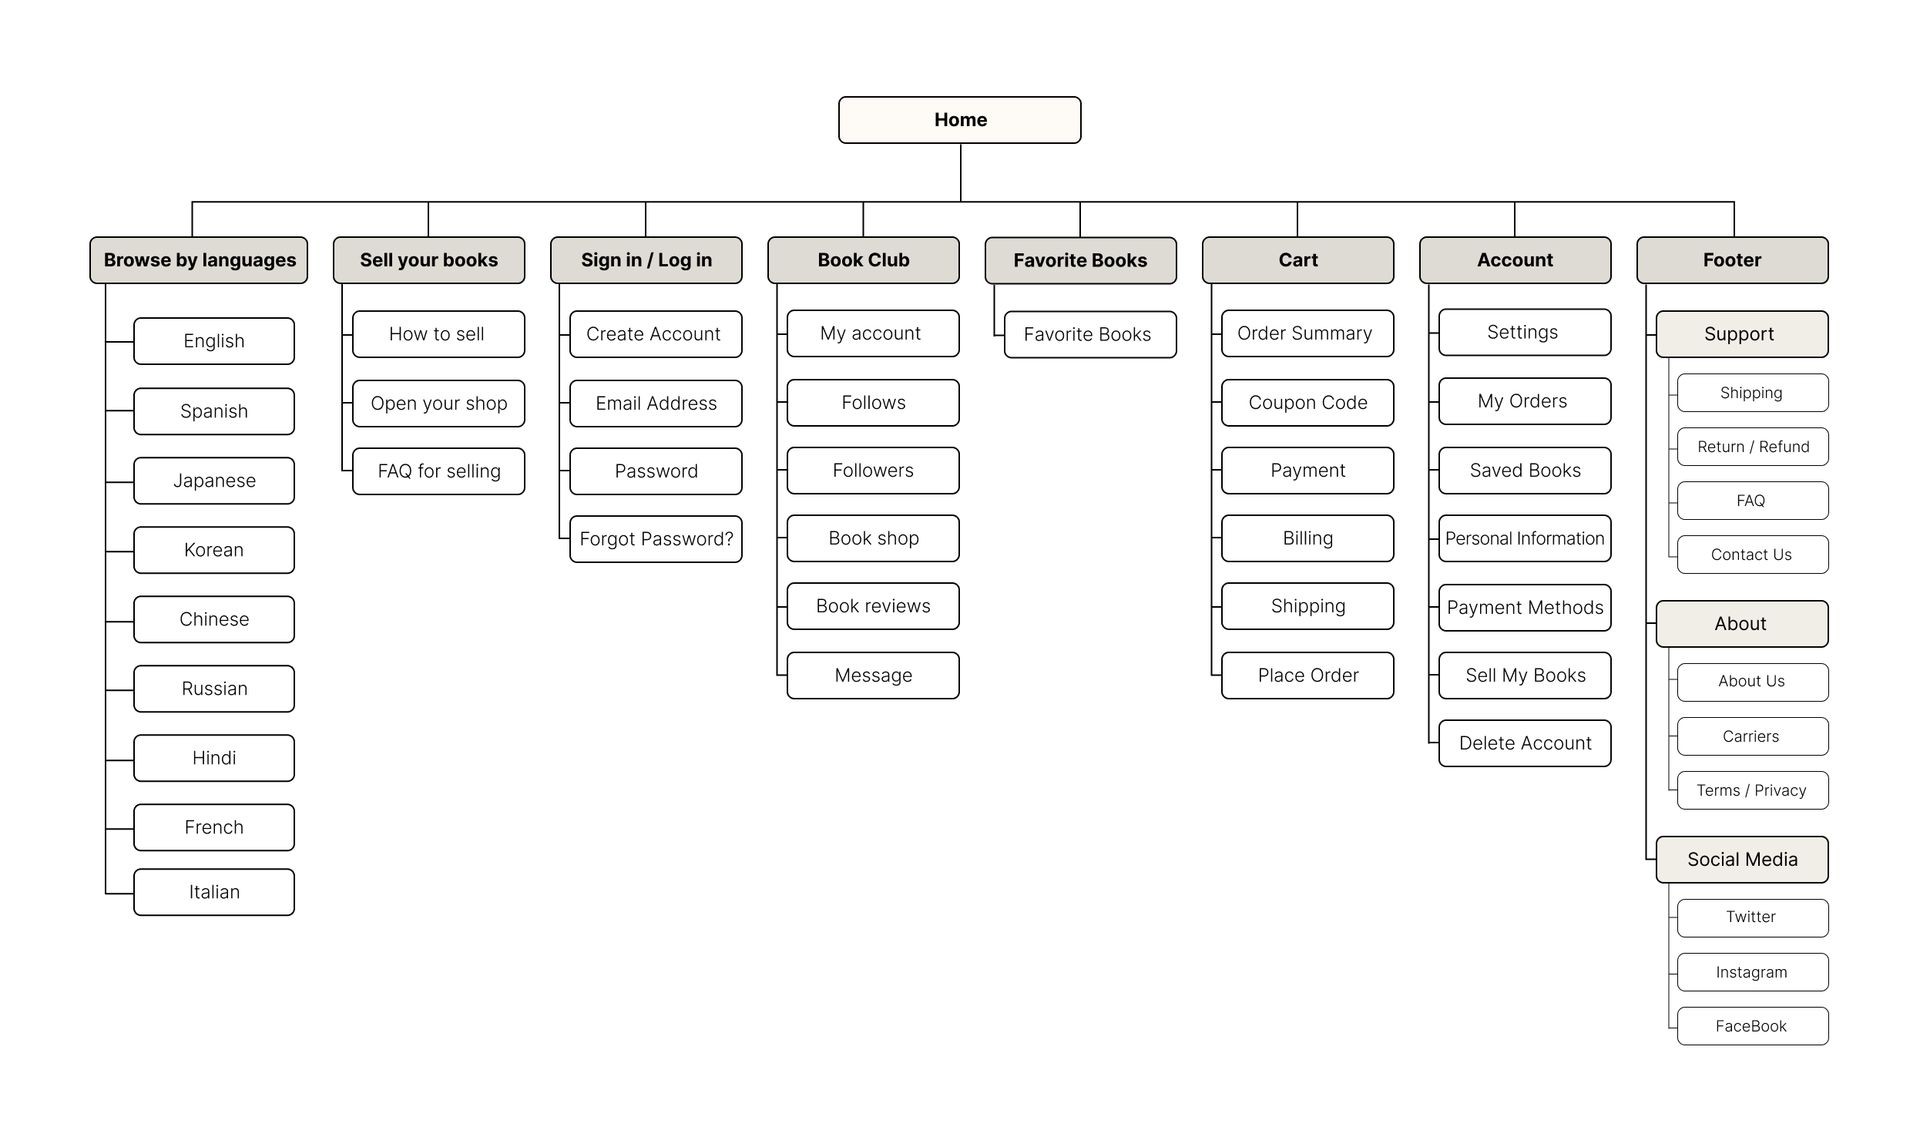 Home
Browse by languages
English
Spanish
Japanese
Korean
Chinese
Russian
Hindi
French
Italian
Sell your books
How to sell
Open your shop
FAQ for selling
Sign in / Log in
Create Account
Email Address
Password
Forgot Password?
Book Club
My account
Follows
Followers
Book shop
Book reviews
Message
Favorite Books
Favorite Books
Cart
Order Summary
Coupon Code
Payment
Billing
Shipping
Place Order
Account
Settings
My Orders
Saved Books
Personal Information
Payment Methods
Sell My Books
Delete Account
Footer
Support
Shipping
Return / Refund
FAQ
Contact Us
About
About Us
Carriers
Terms / Privacy
Social Media
Twitter
Instagram
FaceBook